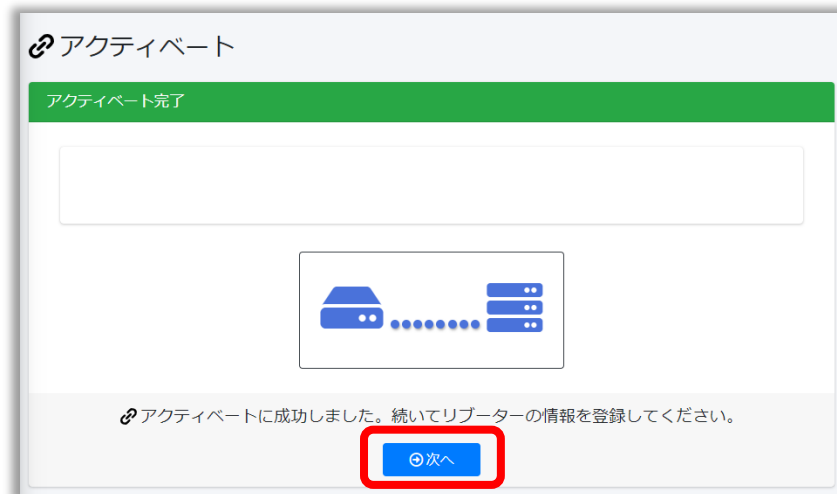 アクティベート
アクティベート完了
アクティベートに成功しました。続いてリブーターの情報を登録してください。
次へ